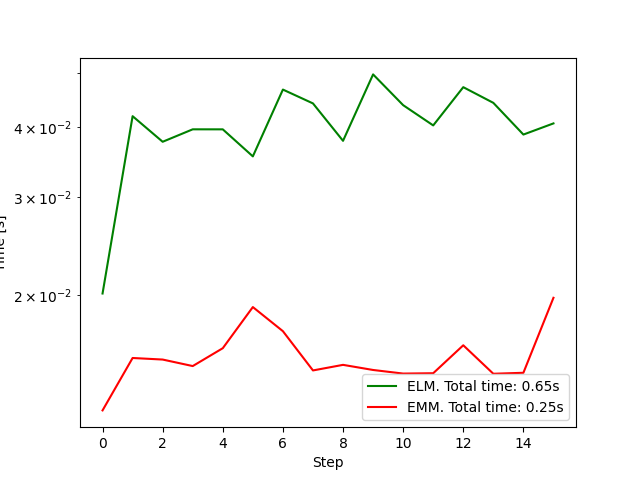 4 × 10⁻²
3 × 10⁻²
2 × 10⁻²
ELM. Total time: 0.65s
EMM. Total time: 0.25s
0 2 4 6 8 10 12 14
Step